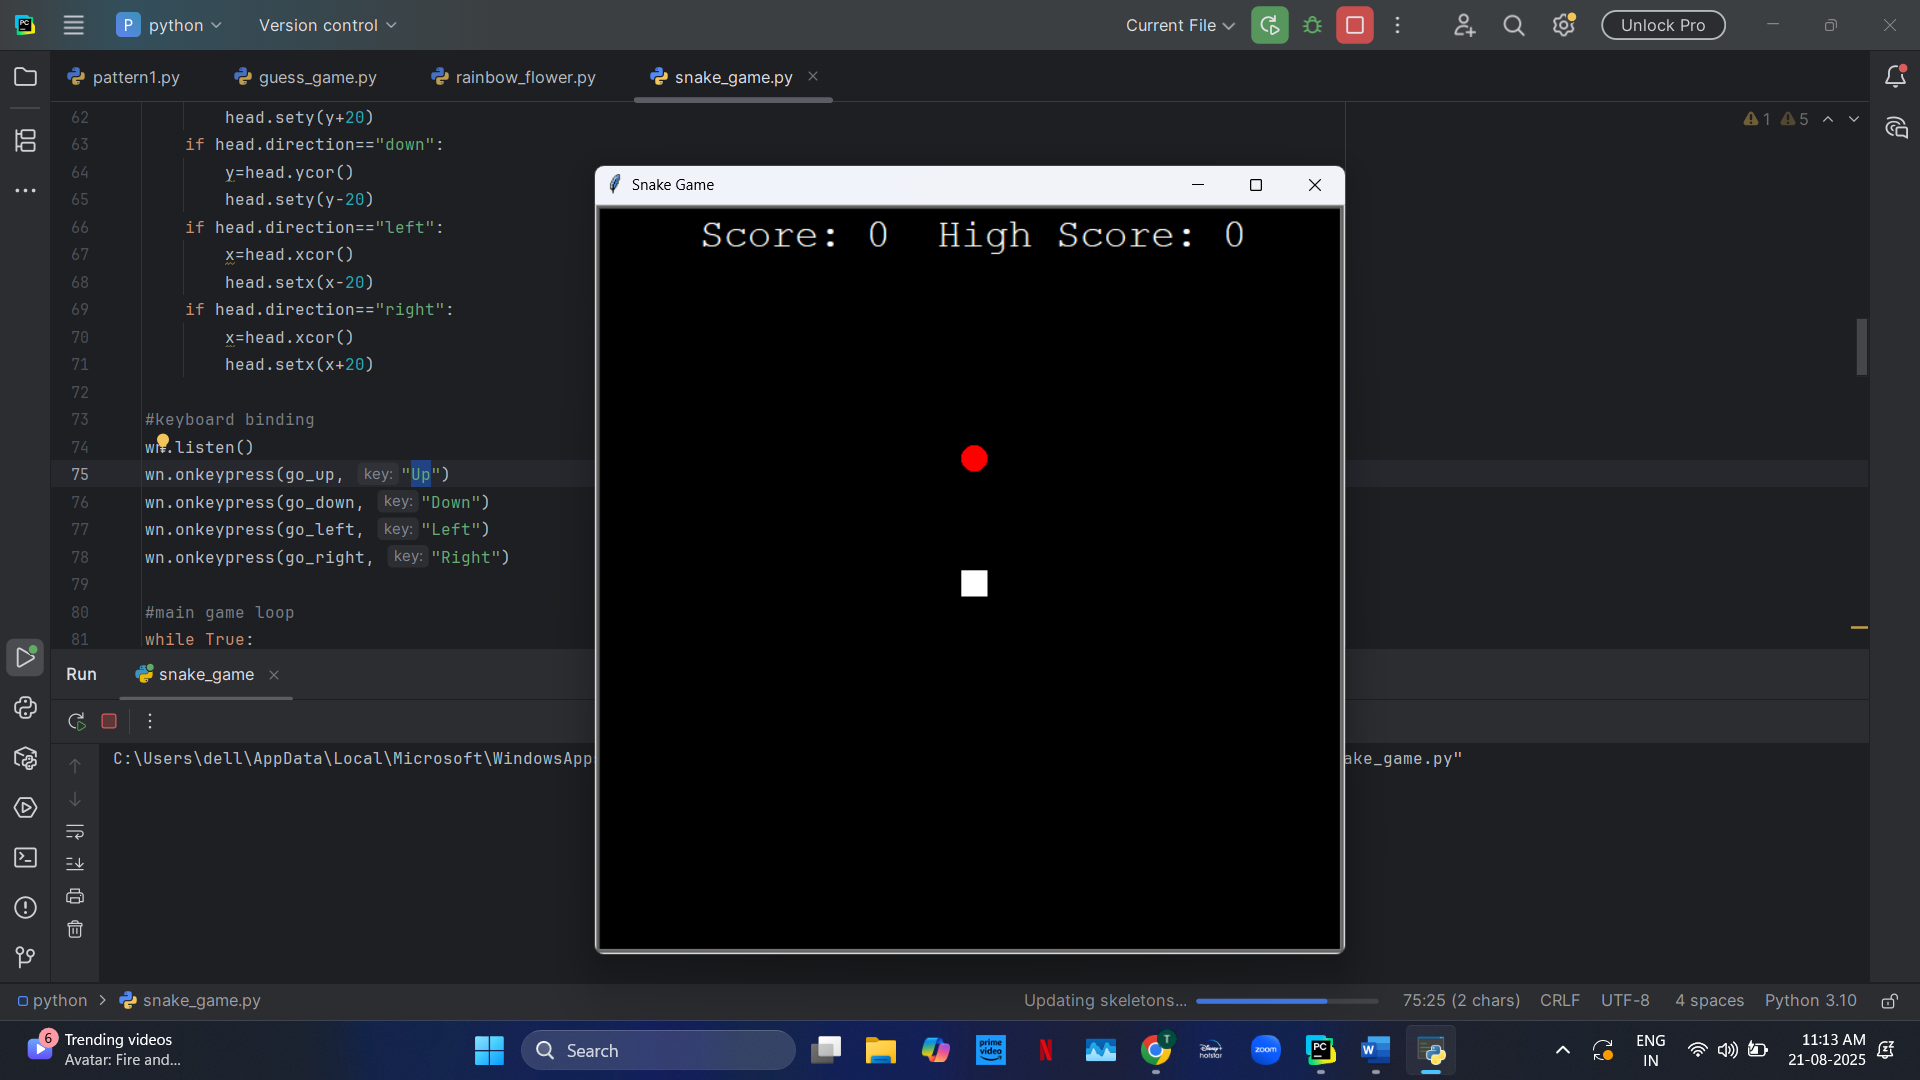 PC
P python Version control
Current File
Unlock Pro
pattern1.py guess_game.py rainbow_flower.py snake_game.py
1 5
62 head.sety(y+20)
63 if head.direction=="down":
64 y=head.ycor()
65 head.sety(y-20)
66 if head.direction=="left":
67 x=head.xcor()
68 head.setx(x-20)
69 if head.direction=="right":
70 x=head.xcor()
71 head.setx(x+20)
72
73 #keyboard binding
74 wn.listen()
75 wn.onkeypress(go_up, key: "Up")
76 wn.onkeypress(go_down, key: "Down")
77 wn.onkeypress(go_left, key: "Left")
78 wn.onkeypress(go_right, key: "Right")
79
80 #main game loop
81 while True:
Snake Game
Score: 0 High Score: 0
Run snake_game
C:\Users\dell\AppData\Local\Microsoft\WindowsApp
ake_game.py"
python > snake_game.py
Updating skeletons... 75:25 (2 chars) CRLF UTF-8 4 spaces Python 3.10
6
Trending videos
Avatar: Fire and...
Search
prime video
N
T
Disney+ hotstar
zoom
PC
W
ENG
IN
11:13 AM
21-08-2025